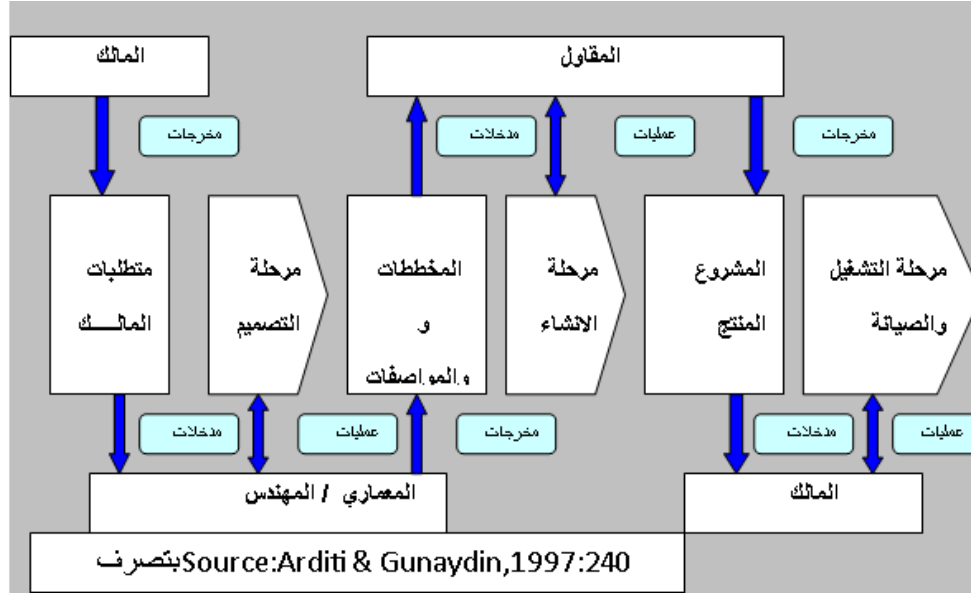 المالك
المقاول
مخرجات
مدخلات
عمليات
مخرجات
متطلبات
المالـــك
مرحلة
التصميم
المخططات
و
والمواصفات
مرحلة
الانشاء
المشروع
المنتج
مرحلة التشغيل
والصيانة
مدخلات
عمليات
مخرجات
مدخلات
عمليات
المعماري / المهندس
المالك
Source:Arditi & Gunaydin,1997:240بتصرف